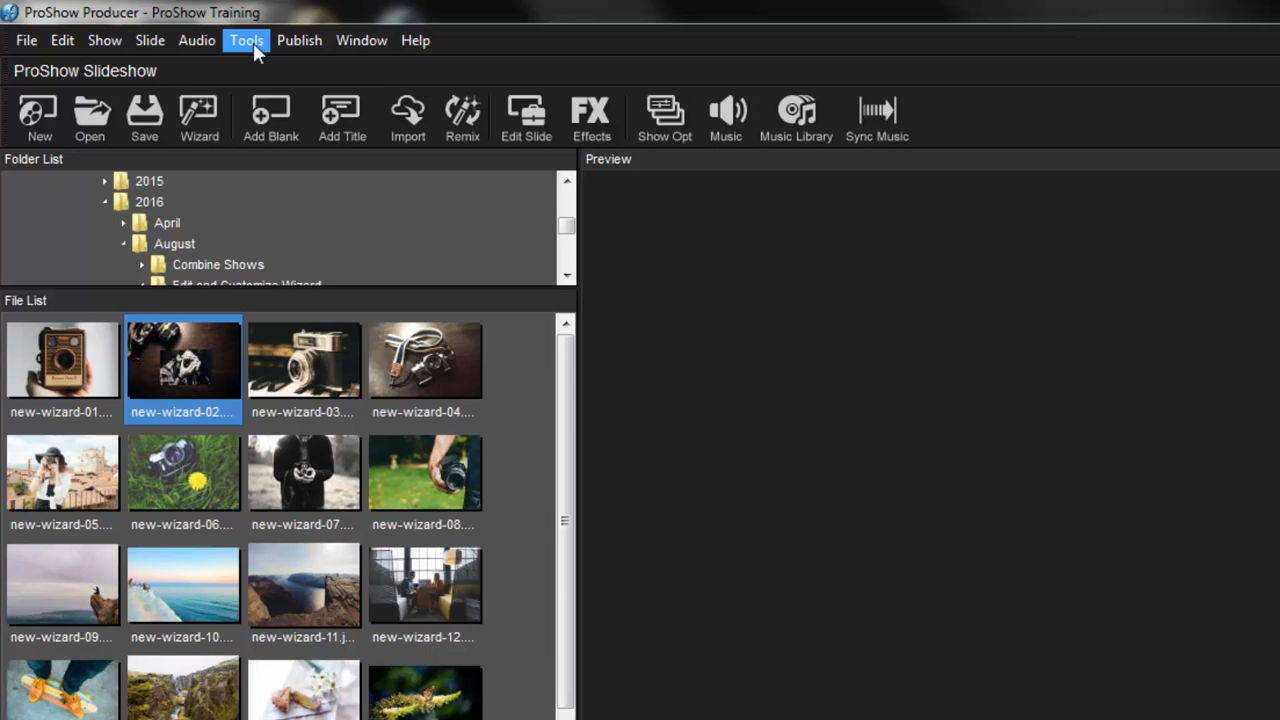 ProShow Producer - ProShow Training
File Edit Show Slide Audio Tools Publish Window Help
ProShow Slideshow
New Open Save Wizard Add Blank Add Title Import Remix Edit Slide FX Effects Show Opt Music Music Library Sync Music
Folder List
Preview
2015
2016
April
August
Combine Shows
Edit and Customize Wizard
File List
new-wizard-01.... new-wizard-02.... new-wizard-03.... new-wizard-04....
new-wizard-05.... new-wizard-06.... new-wizard-07.... new-wizard-08....
new-wizard-09.... new-wizard-10.... new-wizard-11.j... new-wizard-12....